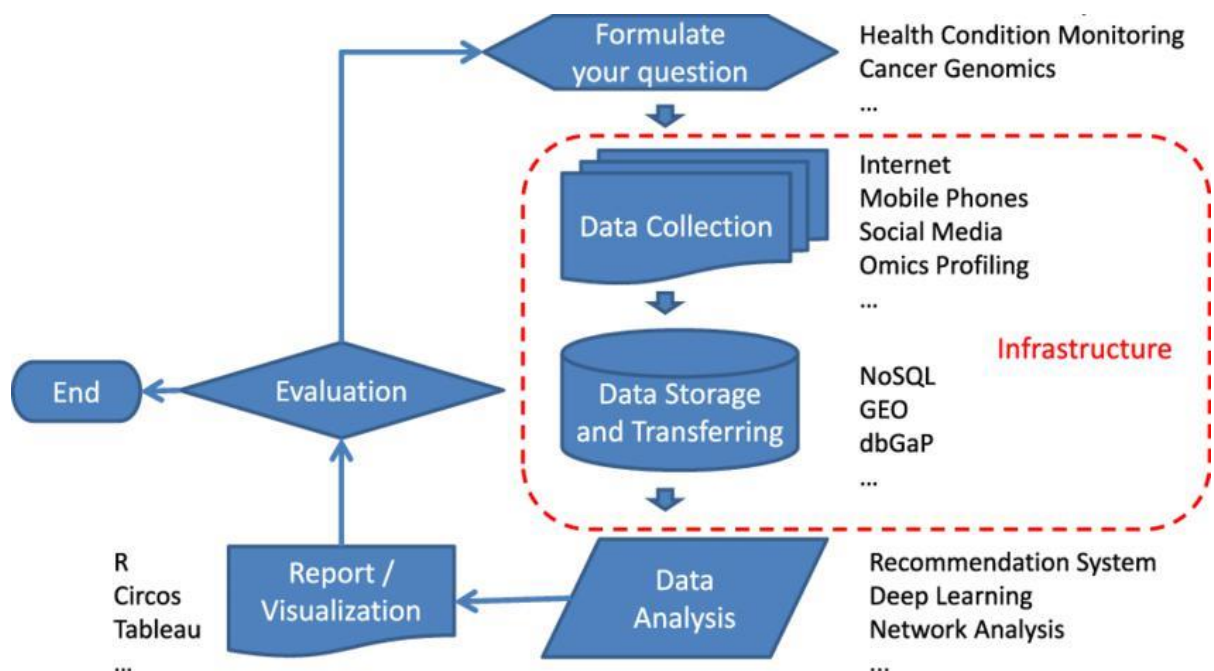 Formulate
your question
Health Condition Monitoring
Cancer Genomics
...
Data Collection
Internet
Mobile Phones
Social Media
Omics Profiling
...
Infrastructure
Data Storage
and Transferring
NoSQL
GEO
dbGaP
...
End
Evaluation
R
Circos
Tableau
...
Report /
Visualization
Data
Analysis
Recommendation System
Deep Learning
Network Analysis
...